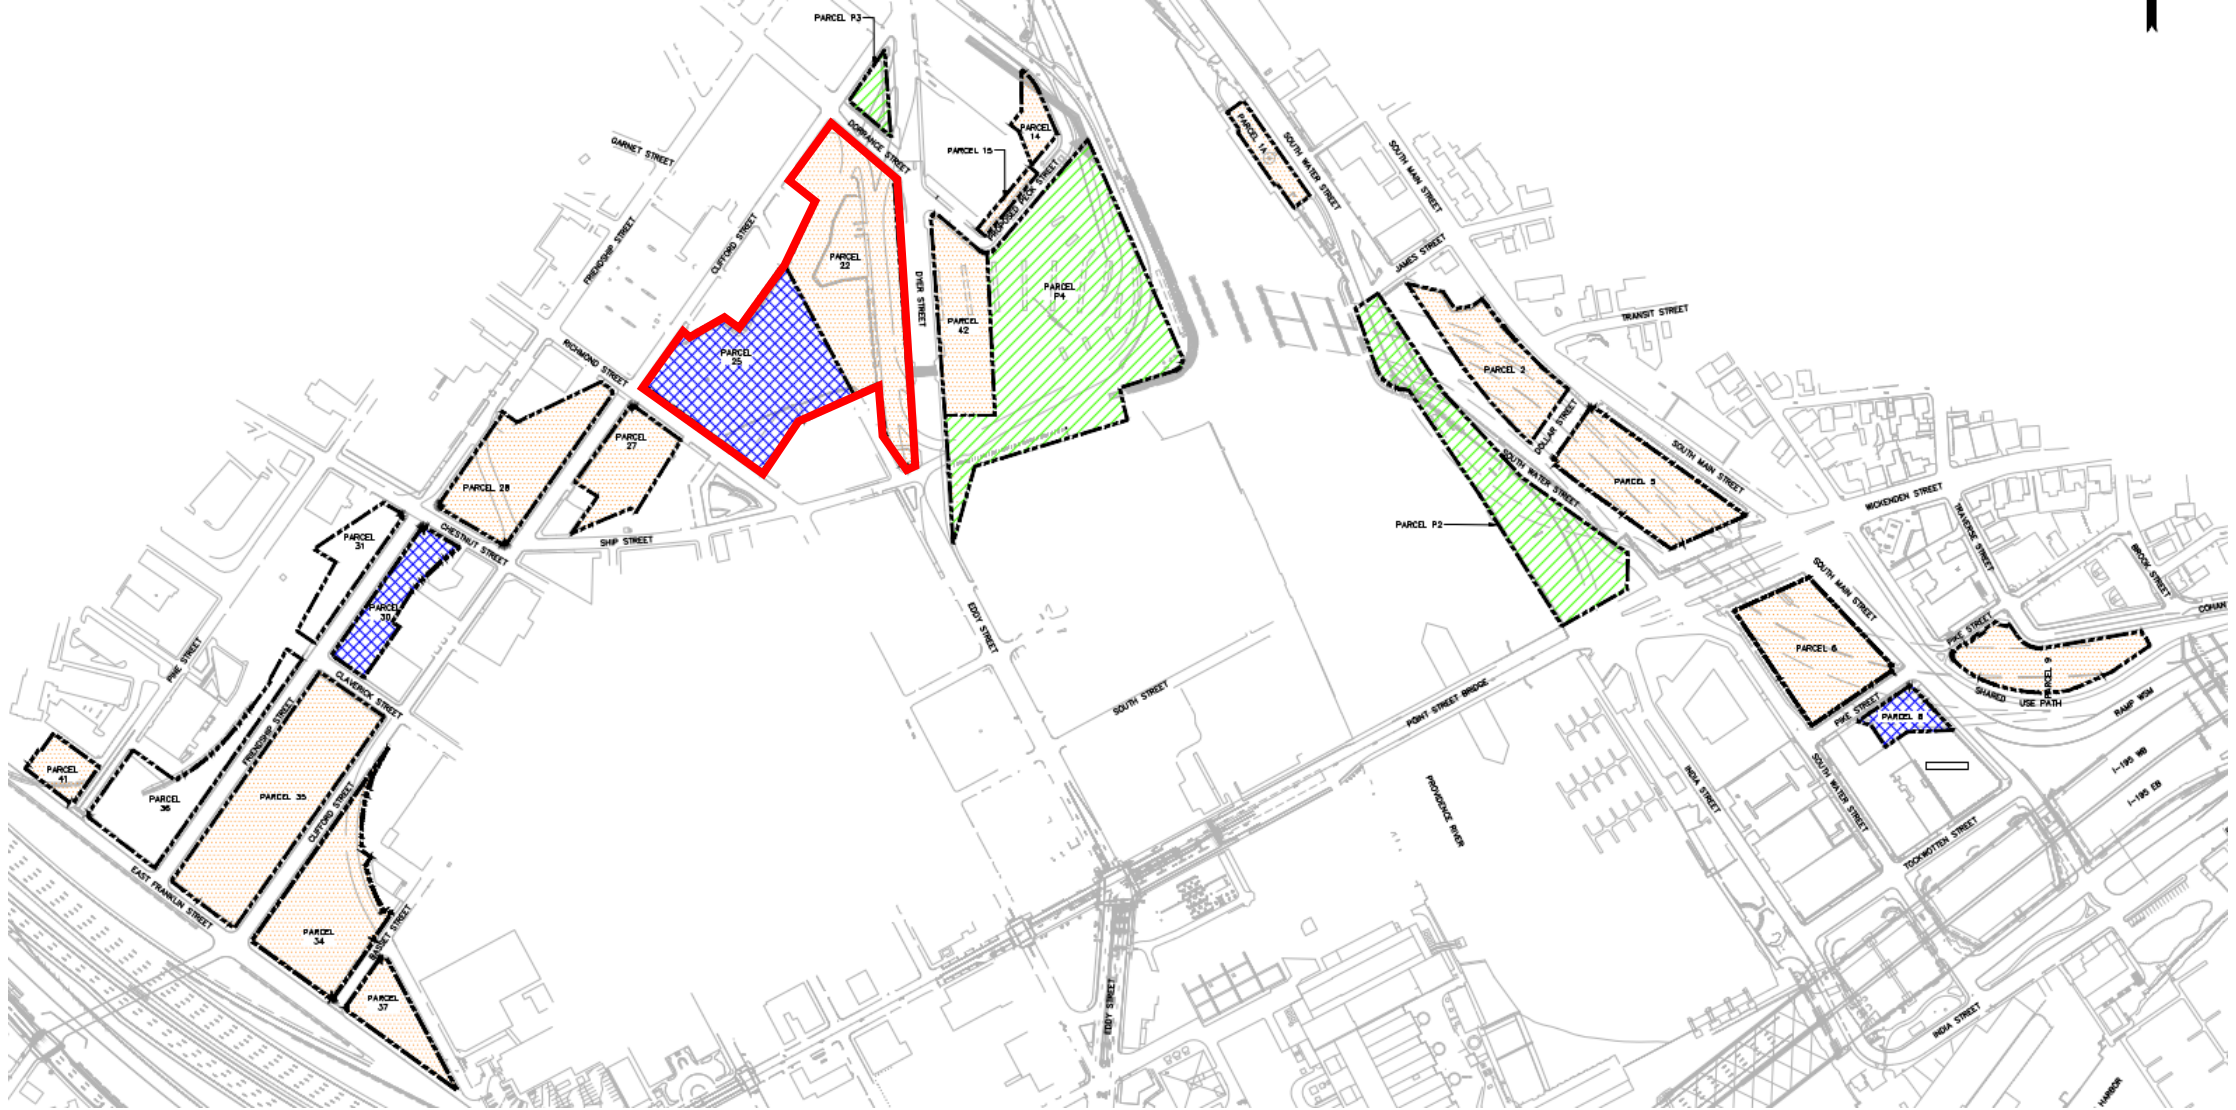 PARCEL P3
DORRANCE STREET
GARNET STREET
PARCEL
14
PARCEL 15
PROPOSED PECK STREET
PARCEL 1A
SOUTH WATER STREET
SOUTH MAIN STREET
FRIENDSHIP STREET
CLIFFORD STREET
PARCEL
22
DYER STREET
PARCEL
P4
JAMES STREET
PARCEL
42
TRANSIT STREET
RICHMOND STREET
PARCEL
25
PARCEL 2
DOLLAR STREET
PARCEL
27
SOUTH MAIN STREET
PARCEL 28
SOUTH WATER STREET
PARCEL 5
WICKENDEN STREET
PARCEL P2
TRAVERSE STREET
BROOK STREET
CHESTNUT STREET
SHIP STREET
PARCEL
31
PARCEL
30
EDDY STREET
SOUTH MAIN STREET
COHAN
PIKE STREET
PARCEL 6
PARCEL 9
SHARED
USE PATH
RAMP WSM
PINE STREET
CLAVERICK STREET
SOUTH STREET
POINT STREET BRIDGE
PIKE STREET
PARCEL 8
FRIENDSHIP STREET
PARCEL
41
PARCEL
36
PARCEL 35
CLIFFORD STREET
PROVIDENCE RIVER
INDIA STREET
SOUTH WATER STREET
I-195 WB
I-195 EB
TOCKWOTTEN STREET
EAST FRANKLIN STREET
PARCEL
34
BASSET STREET
PARCEL
37
EDDY STREET
INDIA STREET
HARBOR